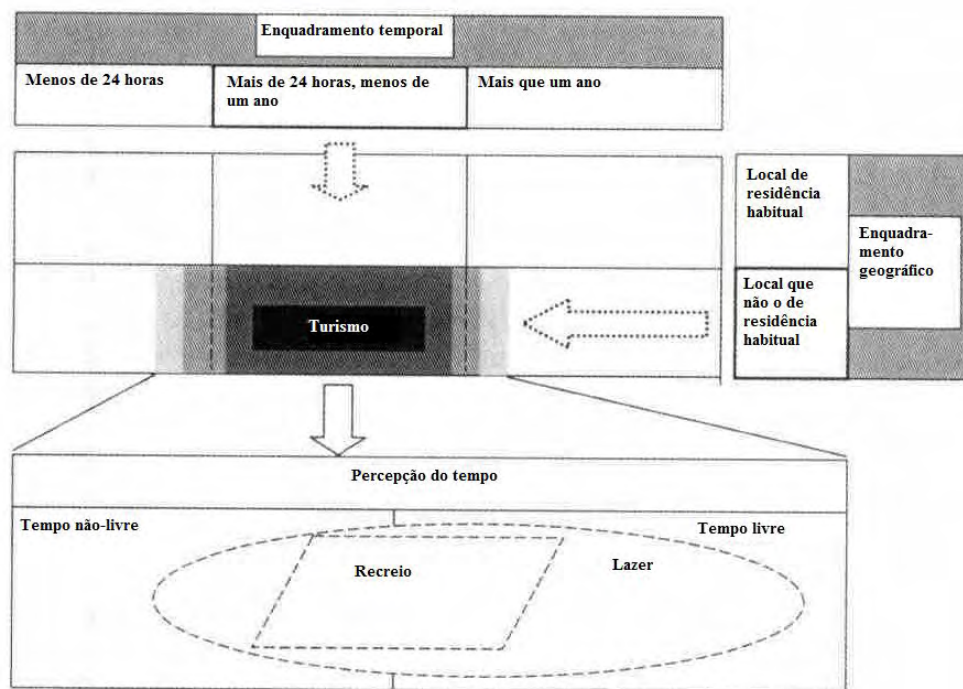 Enquadramento temporal
Menos de 24 horas
Mais de 24 horas, menos de
um ano
Mais que um ano
Local de
residência
habitual
Enquadra-
mento
geográfico
Local que
não o de
residência
habitual
Turismo
Percepção do tempo
Tempo não-livre
Tempo livre
Recreio
Lazer